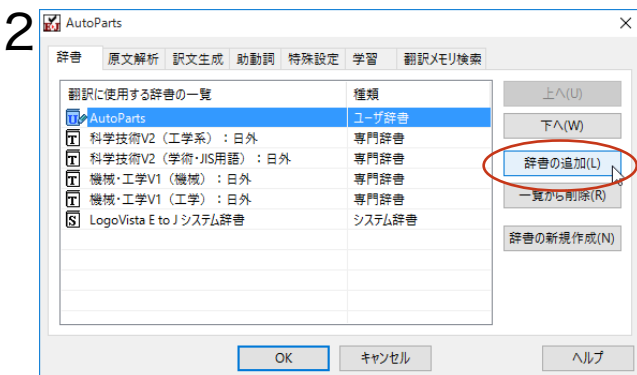 2
AutoParts
辞書 原文解析 訳文生成 助動詞 特殊設定 学習 翻訳メモリ検索
翻訳に使用する辞書の一覧 種類
AutoParts ユーザ辞書
科学技術V2（工学系）：日外 専門辞書
科学技術V2（学術・JIS用語）：日外 専門辞書
機械・工学V1（機械）：日外 専門辞書
機械・工学V1（工学）：日外 専門辞書
LogoVista E to J システム辞書 システム辞書
上へ(U)
下へ(W)
辞書の追加(L)
一覧から削除(R)
辞書の新規作成(N)
OK キャンセル ヘルプ